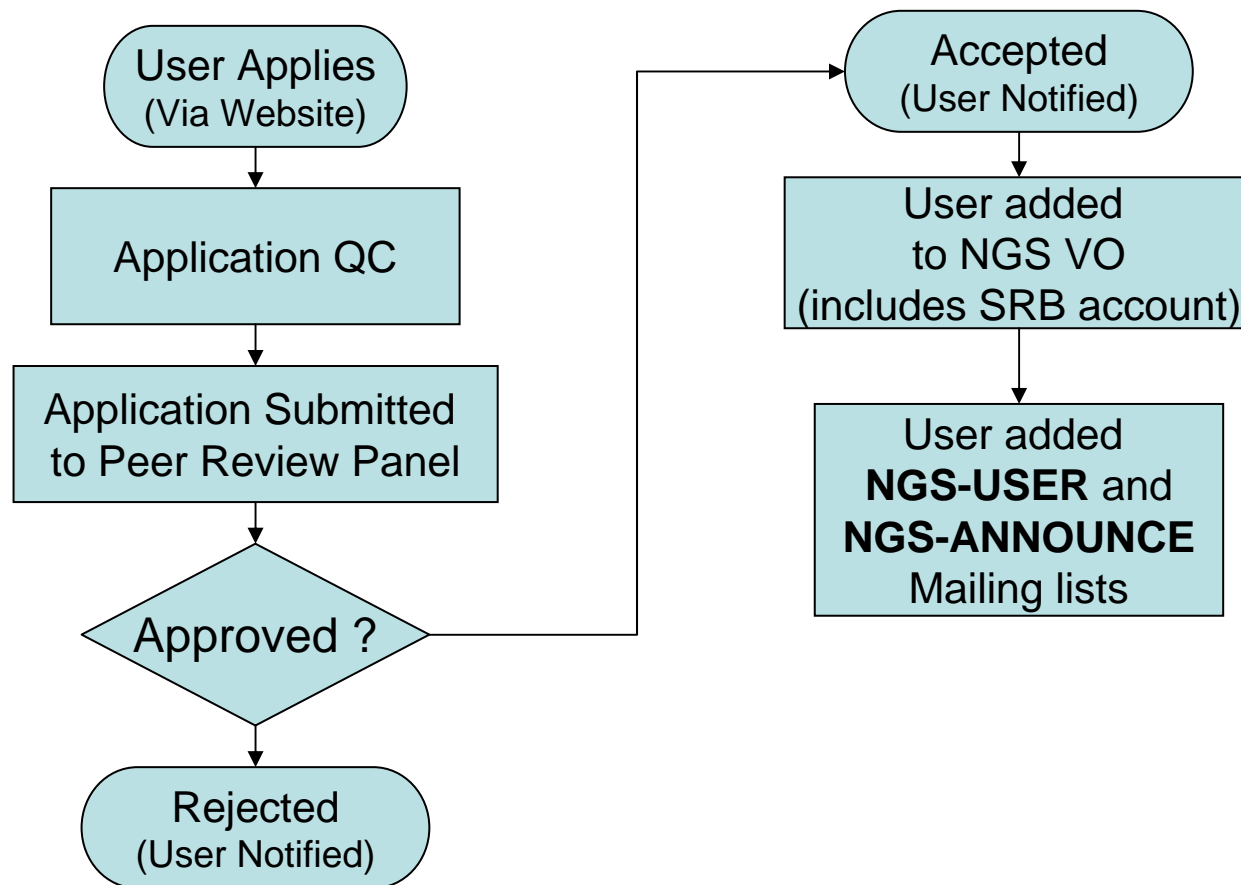 User Applies
(Via Website)
Application QC
Application Submitted
to Peer Review Panel
Approved ?
Rejected
(User Notified)
Accepted
(User Notified)
User added
to NGS VO
(includes SRB account)
User added
NGS-USER and
NGS-ANNOUNCE
Mailing lists